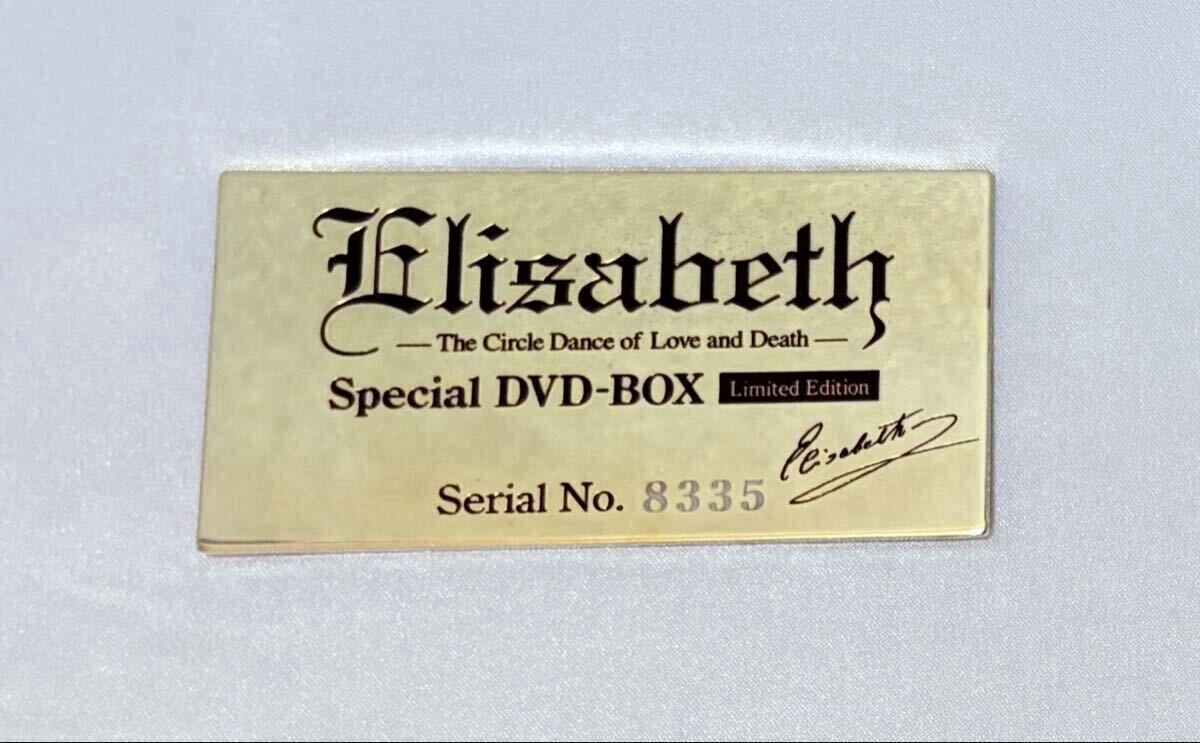 Elisabeth
— The Circle Dance of Love and Death —
Special DVD-BOX Limited Edition
Elisabeth
Serial No. 8335